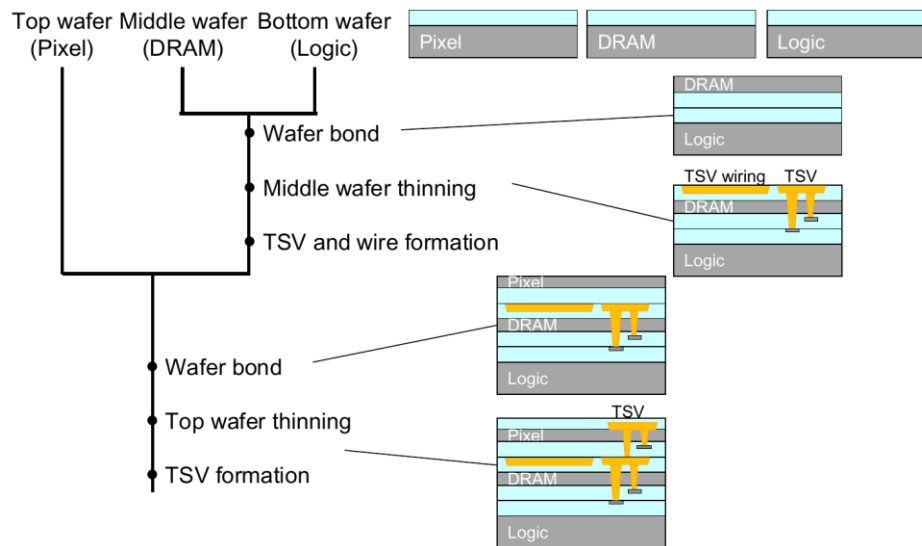 Top wafer Middle wafer Bottom wafer
(Pixel) (DRAM) (Logic)
Pixel
DRAM
Logic
DRAM
Logic
Wafer bond
Middle wafer thinning
TSV wiring TSV
DRAM
Logic
TSV and wire formation
Pixel
DRAM
Logic
Wafer bond
Top wafer thinning
TSV
Pixel
DRAM
Logic
TSV formation